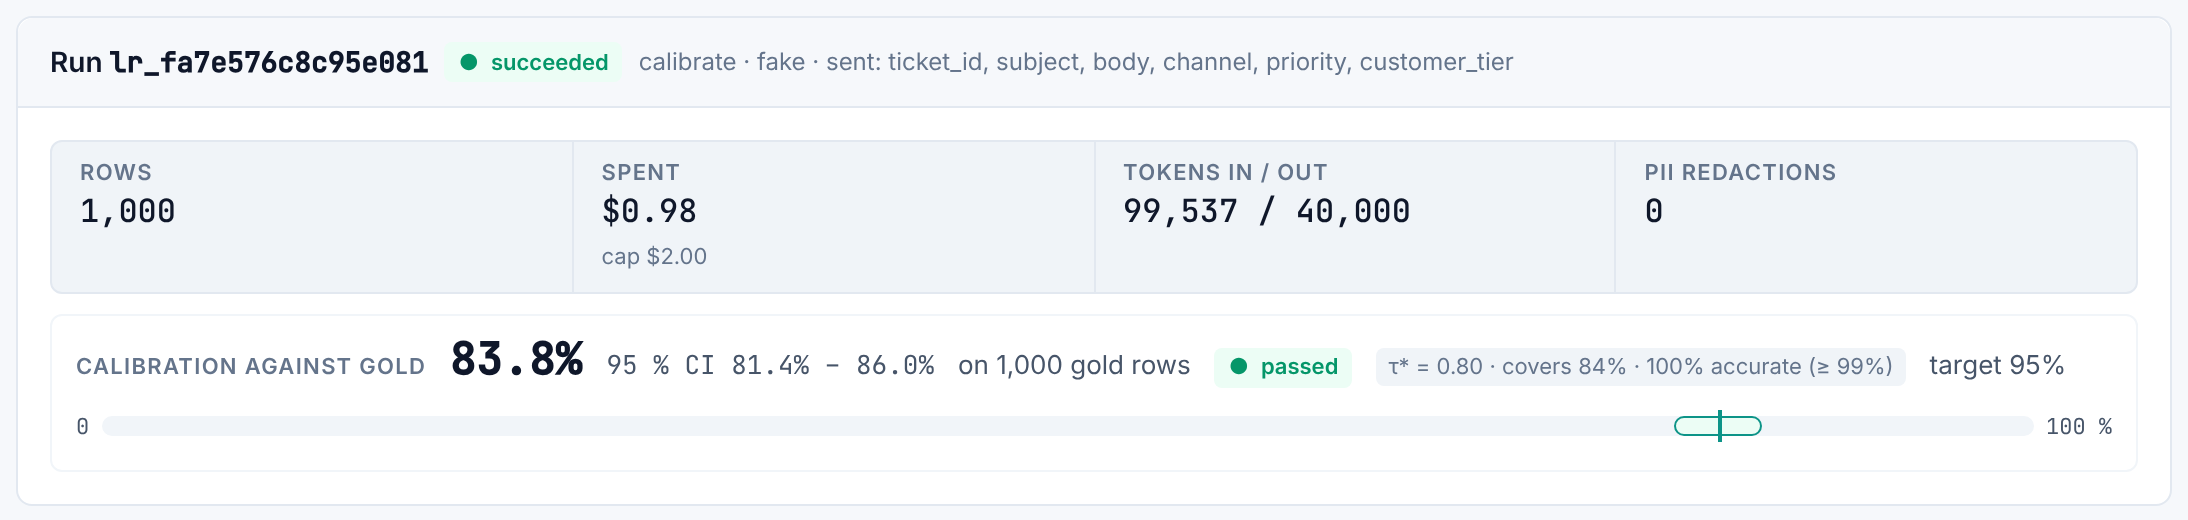 Run lr_fa7e576c8c95e081 succeeded calibrate · fake · sent: ticket_id, subject, body, channel, priority, customer_tier
ROWS
1,000
SPENT
$0.98
cap $2.00
TOKENS IN / OUT
99,537 / 40,000
PII REDACTIONS
0
CALIBRATION AGAINST GOLD 83.8% 95 % CI 81.4% – 86.0% on 1,000 gold rows passed τ* = 0.80 · covers 84% · 100% accurate (≥ 99%) target 95%
0 100 %